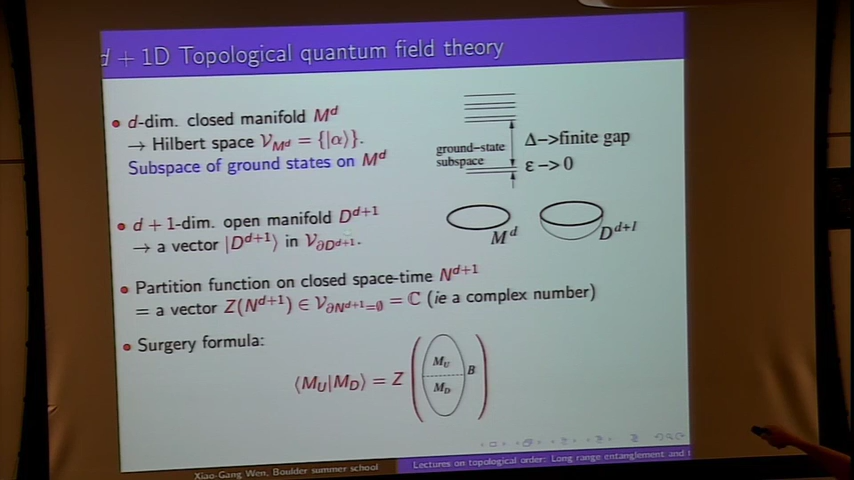 d + 1D Topological quantum field theory
• d-dim. closed manifold M^d
→ Hilbert space 𝒱_{M^d} = {|α⟩}.
Subspace of ground states on M^d
ground-state
subspace
Δ->finite gap
ε->0
• d + 1-dim. open manifold D^{d+1}
→ a vector |D^{d+1}⟩ in 𝒱_{∂D^{d+1}}.
M^d
D^{d+1}
• Partition function on closed space-time N^{d+1}
= a vector Z(N^{d+1}) ∈ 𝒱_{∂N^{d+1}=∅} = ℂ (ie a complex number)
• Surgery formula:
⟨M_U|M_D⟩ = Z
M_U
M_D
B
Xiao-Gang Wen, Boulder summer school
Lectures on topological order: Long range entanglement and